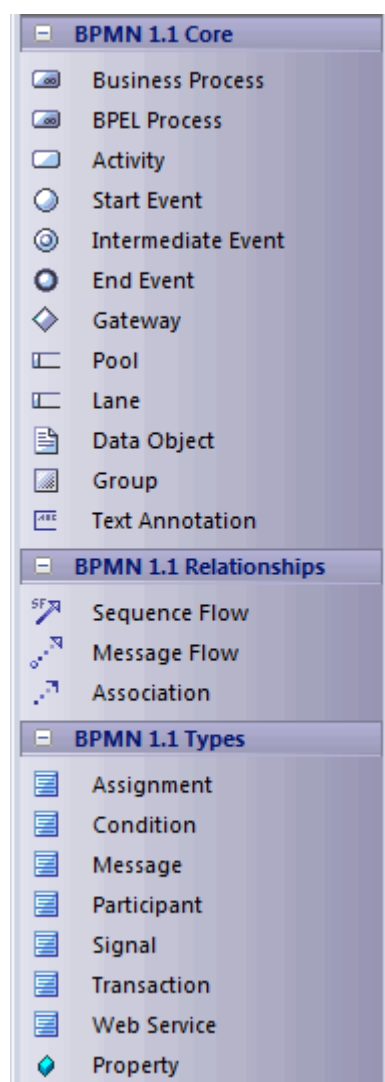 BPMN 1.1 Core
Business Process
BPEL Process
Activity
Start Event
Intermediate Event
End Event
Gateway
Pool
Lane
Data Object
Group
ABC Text Annotation
BPMN 1.1 Relationships
SF Sequence Flow
Message Flow
Association
BPMN 1.1 Types
Assignment
Condition
Message
Participant
Signal
Transaction
Web Service
Property